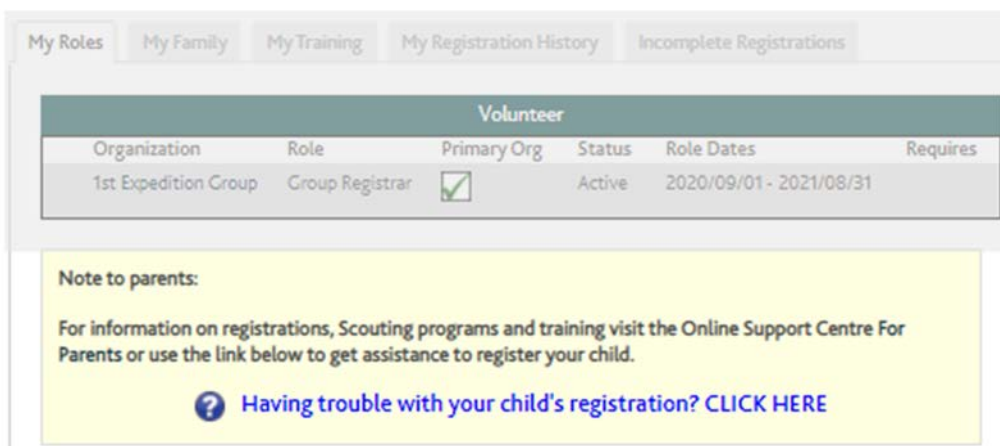 My Roles My Family My Training My Registration History Incomplete Registrations
Volunteer
Organization Role Primary Org Status Role Dates Requires
1st Expedition Group Group Registrar Active 2020/09/01 - 2021/08/31
Note to parents:
For information on registrations, Scouting programs and training visit the Online Support Centre For
Parents or use the link below to get assistance to register your child.
? Having trouble with your child's registration? CLICK HERE